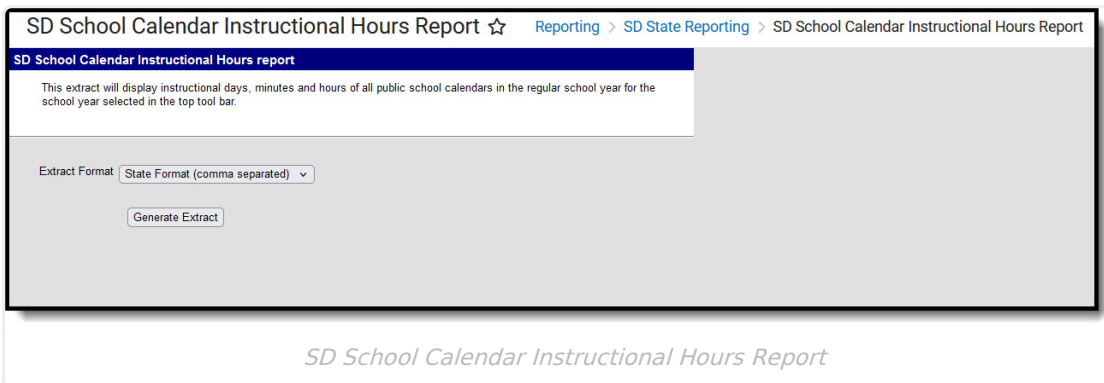 SD School Calendar Instructional Hours Report ☆ Reporting > SD State Reporting > SD School Calendar Instructional Hours Report
SD School Calendar Instructional Hours report
This extract will display instructional days, minutes and hours of all public school calendars in the regular school year for the
school year selected in the top tool bar.
Extract Format State Format (comma separated)
Generate Extract
SD School Calendar Instructional Hours Report